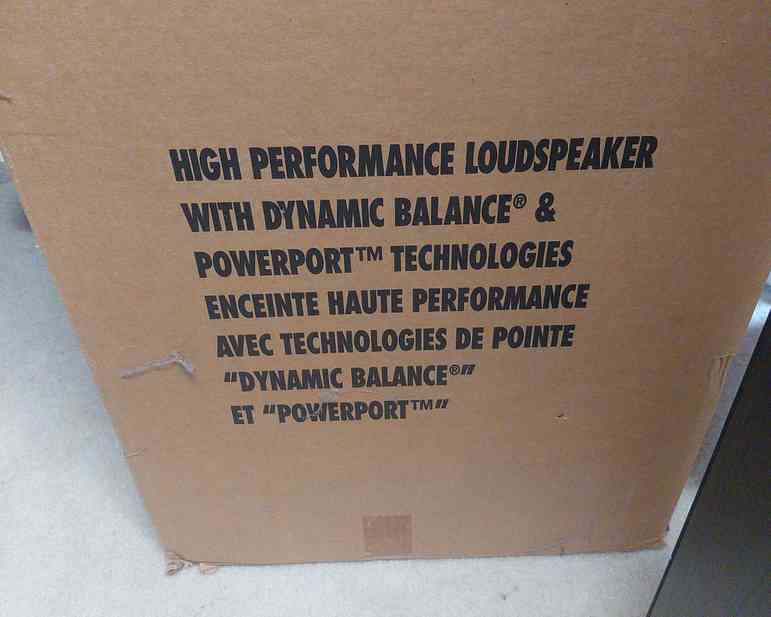 HIGH PERFORMANCE LOUDSPEAKER
WITH DYNAMIC BALANCE® &
POWERPORT™ TECHNOLOGIES
ENCEINTE HAUTE PERFORMANCE
AVEC TECHNOLOGIES DE POINTE
"DYNAMIC BALANCE®"
ET "POWERPORT™"